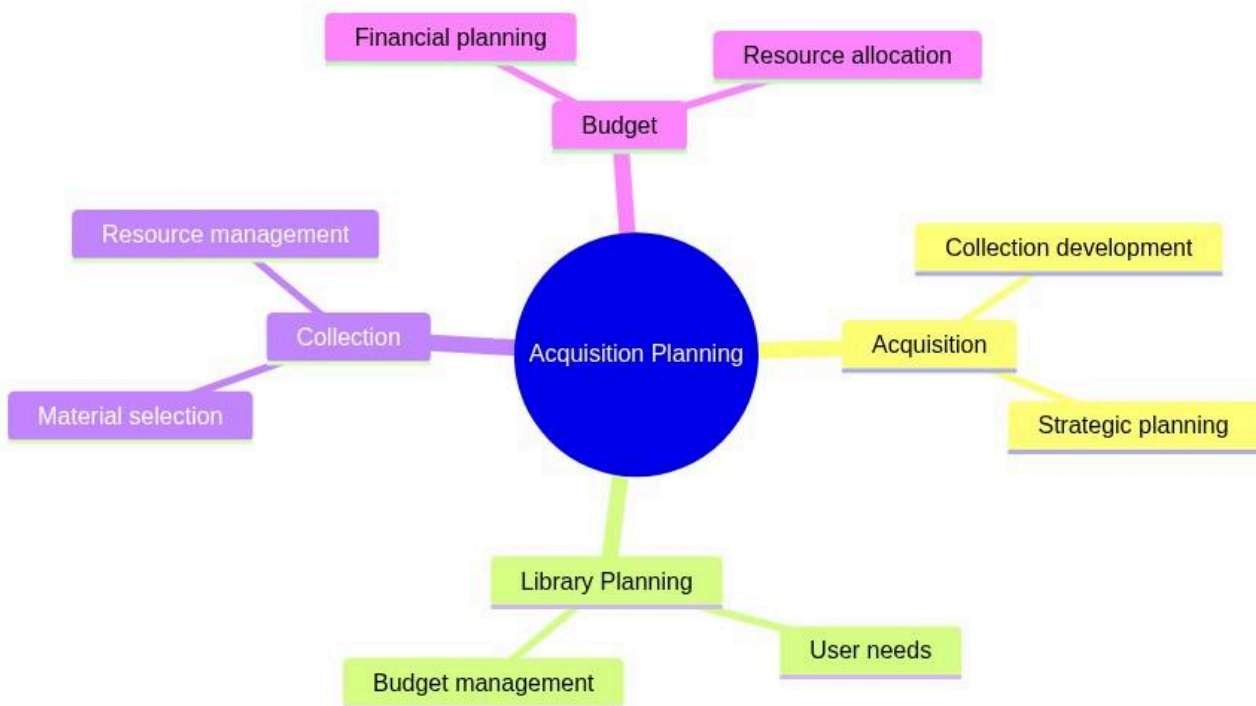 Financial planning
Resource allocation
Budget
Resource management
Collection development
Collection
Acquisition Planning
Acquisition
Material selection
Strategic planning
Library Planning
User needs
Budget management